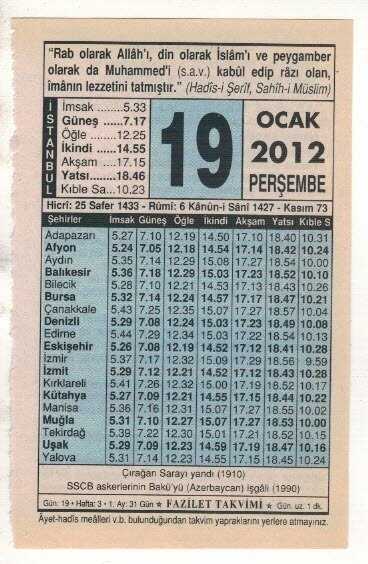 “Rab olarak Allâh’ı, din olarak İslâm’ı ve peygamber
olarak da Muhammed’i (s.a.v.) kabûl edip râzı olan,
îmânın lezzetini tatmıştır.” (Hadîs-i Şerîf, Sahîh-i Müslim)
İSTANBUL
İmsak ........5.33
Güneş ......7.17
Öğle ........12.25
İkindi ......14.55
Akşam .....17.15
Yatsı.......18.46
Kıble Sa...10.23
19
OCAK
2012
PERŞEMBE
Hicrî: 25 Safer 1433 - Rûmî: 6 Kânûn-i Sânî 1427 - Kasım 73
Şehirler İmsak Güneş Öğle İkindi Akşam Yatsı Kıble S
Adapazarı 5.27 7.10 12.19 14.50 17.10 18.40 10.31
Afyon 5.24 7.05 12.18 14.54 17.14 18.42 10.24
Aydın 5.35 7.14 12.29 15.08 17.27 18.54 10.00
Balıkesir 5.36 7.18 12.29 15.03 17.23 18.52 10.10
Bilecik 5.28 7.10 12.21 14.53 17.13 18.43 10.26
Bursa 5.32 7.14 12.24 14.57 17.17 18.47 10.21
Çanakkale 5.43 7.25 12.35 15.07 17.27 18.57 10.04
Denizli 5.29 7.08 12.24 15.03 17.23 18.49 10.08
Edirne 5.44 7.29 12.34 15.03 17.22 18.54 10.13
Eskişehir 5.26 7.08 12.19 14.52 17.12 18.41 10.28
İzmir 5.37 7.17 12.32 15.09 17.29 18.56 9.59
İzmit 5.29 7.12 12.21 14.52 17.12 18.43 10.28
Kırklareli 5.41 7.26 12.32 15.00 17.19 18.52 10.17
Kütahya 5.27 7.09 12.21 14.55 17.15 18.44 10.22
Manisa 5.36 7.16 12.31 15.07 17.27 18.55 10.02
Muğla 5.31 7.10 12.27 15.07 17.27 18.53 10.00
Tekirdağ 5.39 7.22 12.30 15.01 17.21 18.52 10.15
Uşak 5.29 7.09 12.23 14.59 17.19 18.47 10.16
Yalova 5.31 7.14 12.23 14.55 17.15 18.45 10.24
Çırağan Sarayı yandı (1910)
SSCB askerlerinin Bakü’yü (Azerbaycan) işgâli (1990)
Gün: 19 • Hafta: 3 • 1. Ay: 31 Gün ★ FAZİLET TAKVİMİ ★ Gün. uz. 1 dk.
Âyet-hadîs meâlleri v.b. bulunduğundan takvim yapraklarını yerlere atmayınız.